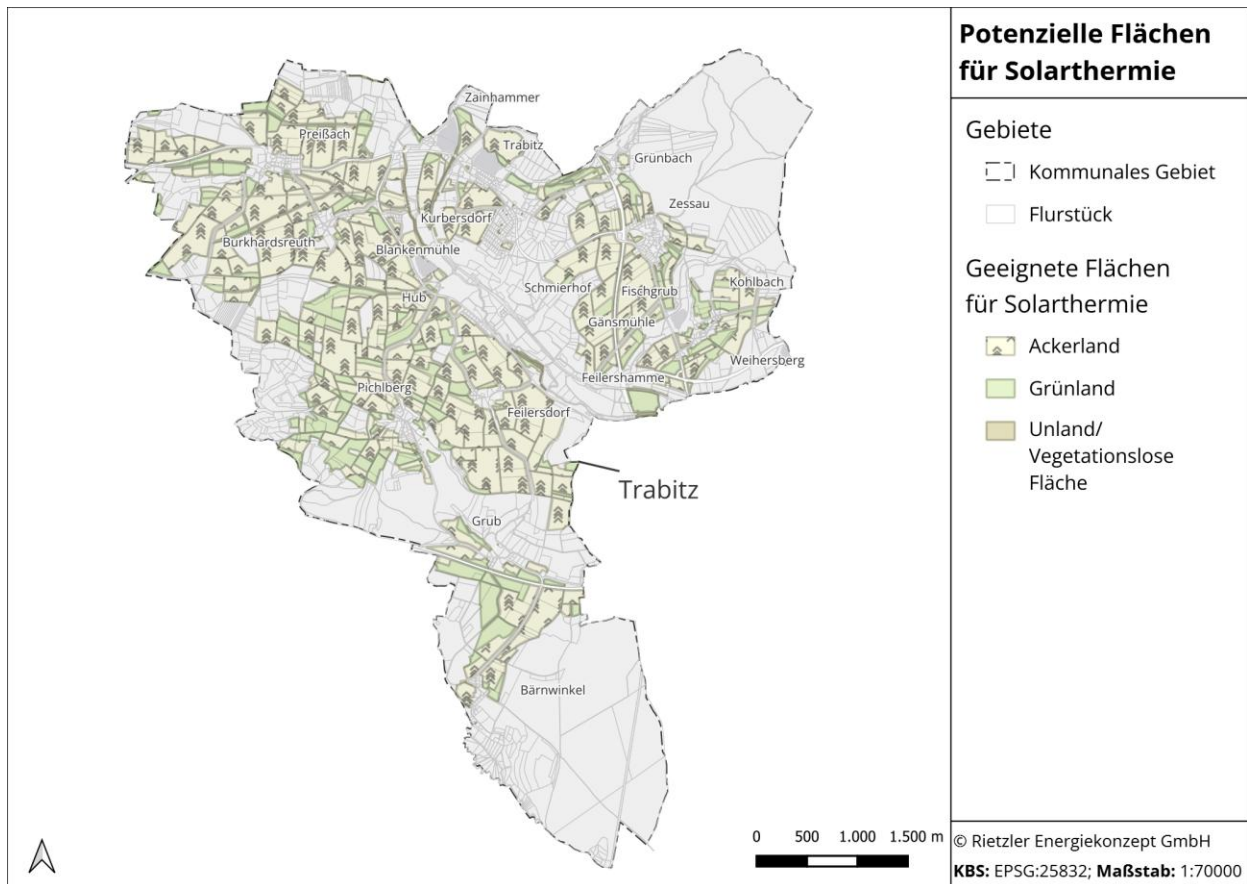 Potenzielle Flächen
für Solarthermie
Gebiete
Kommunales Gebiet
Flurstück
Geeignete Flächen
für Solarthermie
Ackerland
Grünland
Unland/
Vegetationslose
Fläche
Zainhammer
Preißach
Trabitz
Grünbach
Zessau
Kurbersdorf
Burkhardsreuth
Blankenmühle
Schmierhof
Fischgrub
Kohlbach
Hub
Gänsmühle
Weihersberg
Feilershamme
Pichlberg
Feilersdorf
Trabitz
Grub
Bärnwinkel
0 500 1.000 1.500 m
© Rietzler Energiekonzept GmbH
KBS: EPSG:25832; Maßstab: 1:70000